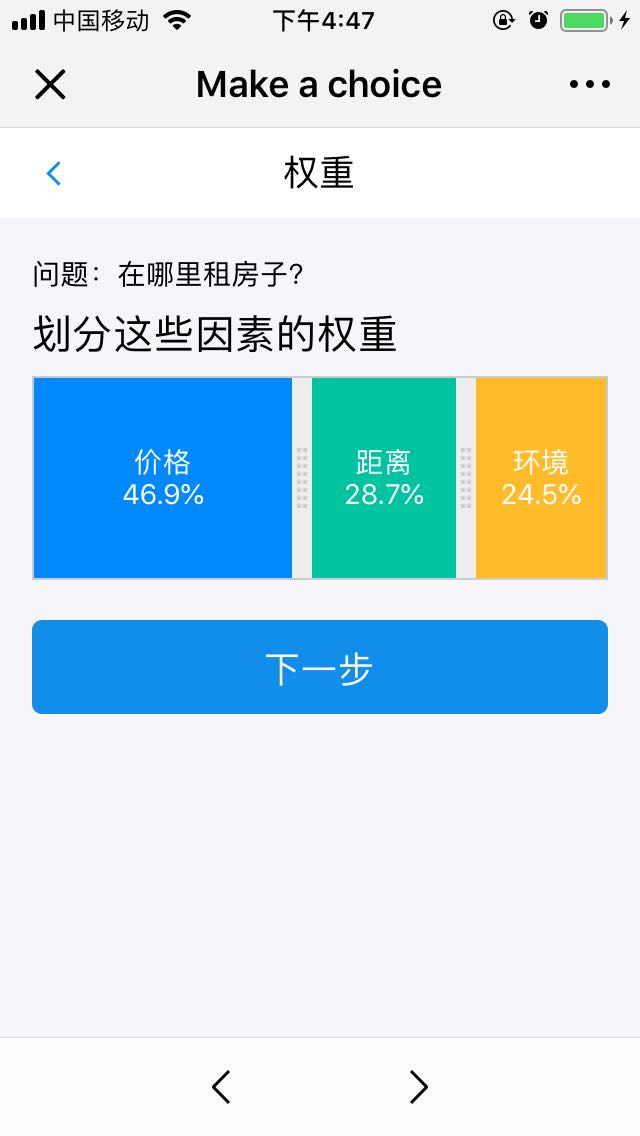 中国移动
下午4:47
Make a choice
权重
问题：在哪里租房子?
划分这些因素的权重
价格
46.9%
距离
28.7%
环境
24.5%
下一步